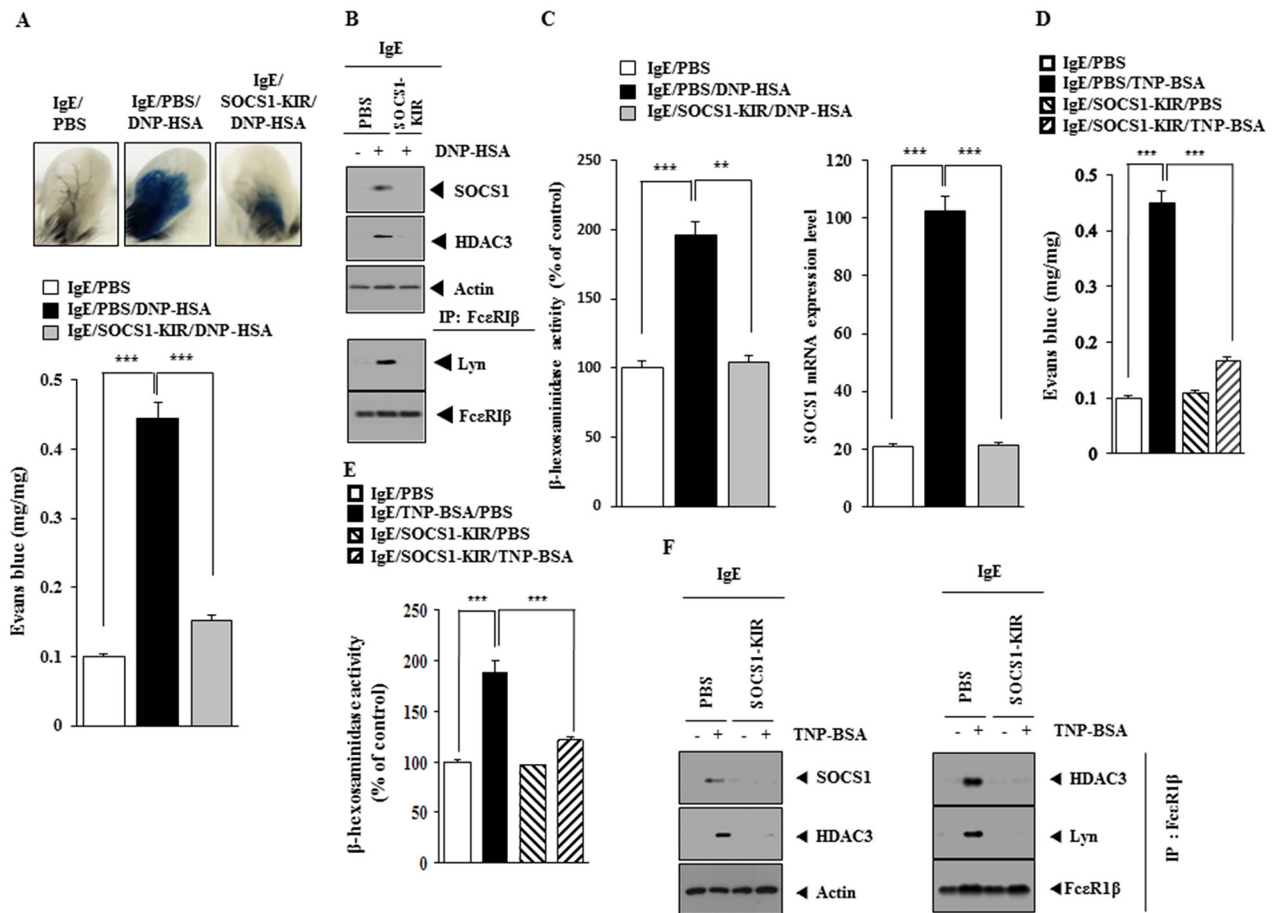 A
IgE/
PBS
IgE/PBS/
DNP-HSA
IgE/
SOCS1-KIR/
DNP-HSA
IgE/PBS
IgE/PBS/DNP-HSA
IgE/SOCS1-KIR/DNP-HSA
*** ***
Evans blue (mg/mg)
0.5
0.4
0.3
0.2
0.1
0
B
IgE
PBS
SOCS1-
KIR
- + + DNP-HSA
SOCS1
HDAC3
Actin
IP: FcεRIβ
Lyn
FcεRIβ
C
IgE/PBS
IgE/PBS/DNP-HSA
IgE/SOCS1-KIR/DNP-HSA
*** **
β-hexosaminidase activity (% of control)
250
200
150
100
50
0
*** ***
SOCS1 mRNA expression level
120
100
80
60
40
20
0
D
IgE/PBS
IgE/PBS/TNP-BSA
IgE/SOCS1-KIR/PBS
IgE/SOCS1-KIR/TNP-BSA
*** ***
Evans blue (mg/mg)
0.5
0.4
0.3
0.2
0.1
0
E
IgE/PBS
IgE/TNP-BSA/PBS
IgE/SOCS1-KIR/PBS
IgE/SOCS1-KIR/TNP-BSA
*** ***
β-hexosaminidase activity
(% of control)
250
200
150
100
50
0
F
IgE
PBS
SOCS1-KIR
- + - + TNP-BSA
SOCS1
HDAC3
Actin
IgE
PBS
SOCS1-KIR
- + - + TNP-BSA
HDAC3
Lyn
FcεR1β
IP : FcεR1β